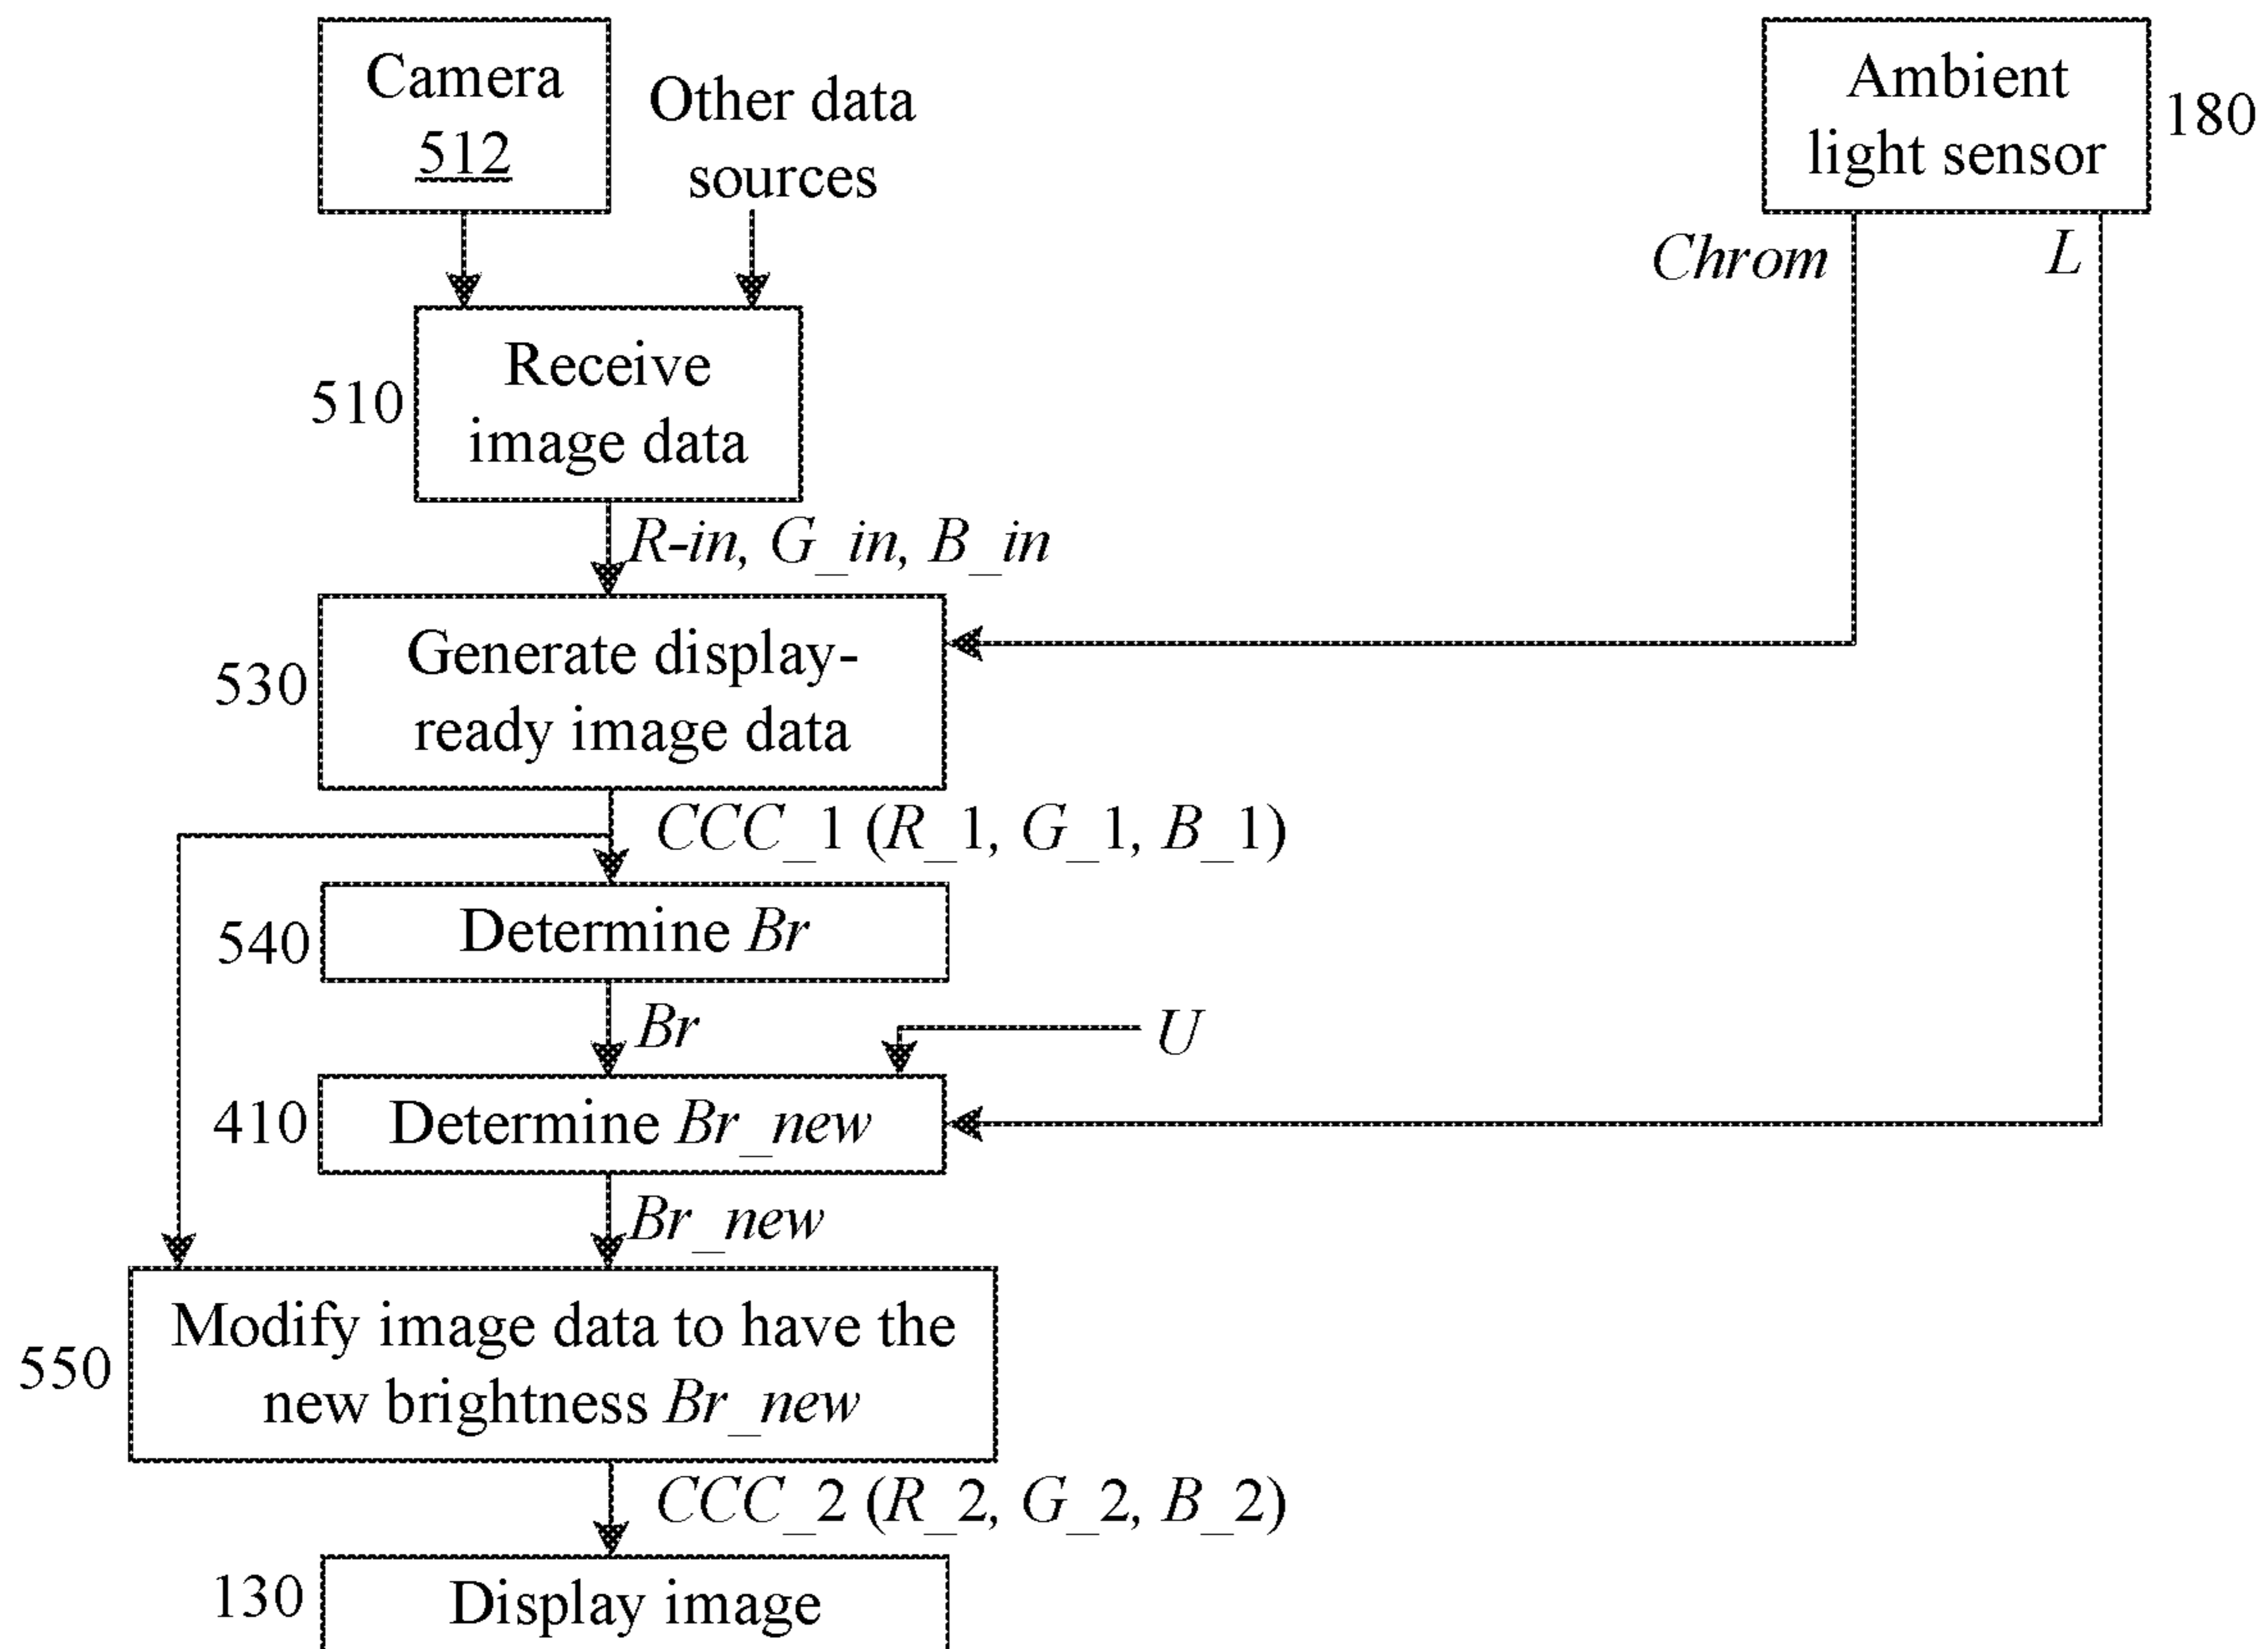 Camera
512
Other data
sources
Ambient
light sensor
180
Chrom
L
510
Receive
image data
R-in, G_in, B_in
530
Generate display-
ready image data
CCC_1 (R_1, G_1, B_1)
540
Determine Br
Br
U
410
Determine Br_new
Br_new
550
Modify image data to have the
new brightness Br_new
CCC_2 (R_2, G_2, B_2)
130
Display image